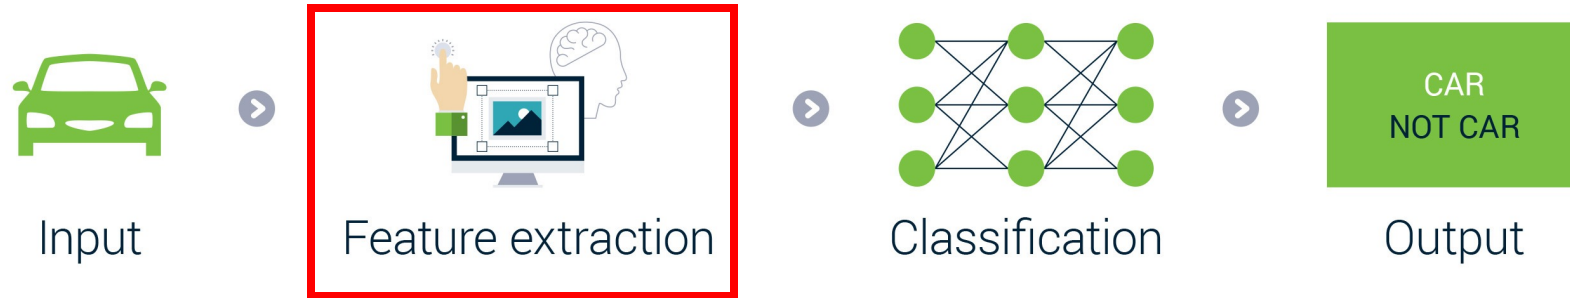 CAR
NOT CAR
Input
Feature extraction
Classification
Output